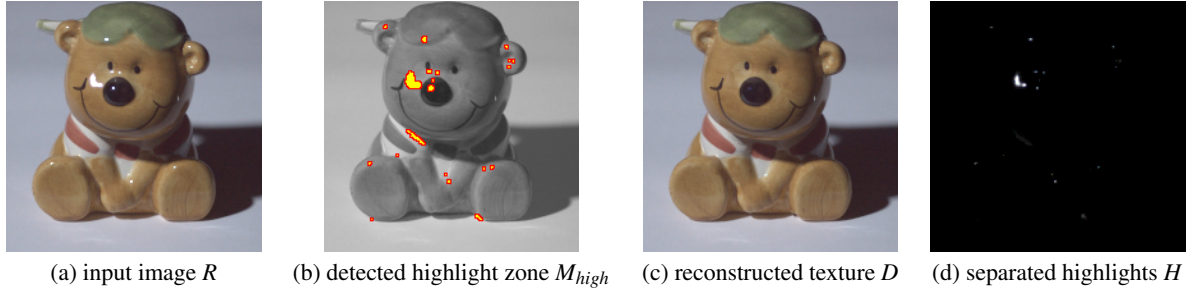 (a) input image R
(b) detected highlight zone M_high
(c) reconstructed texture D
(d) separated highlights H